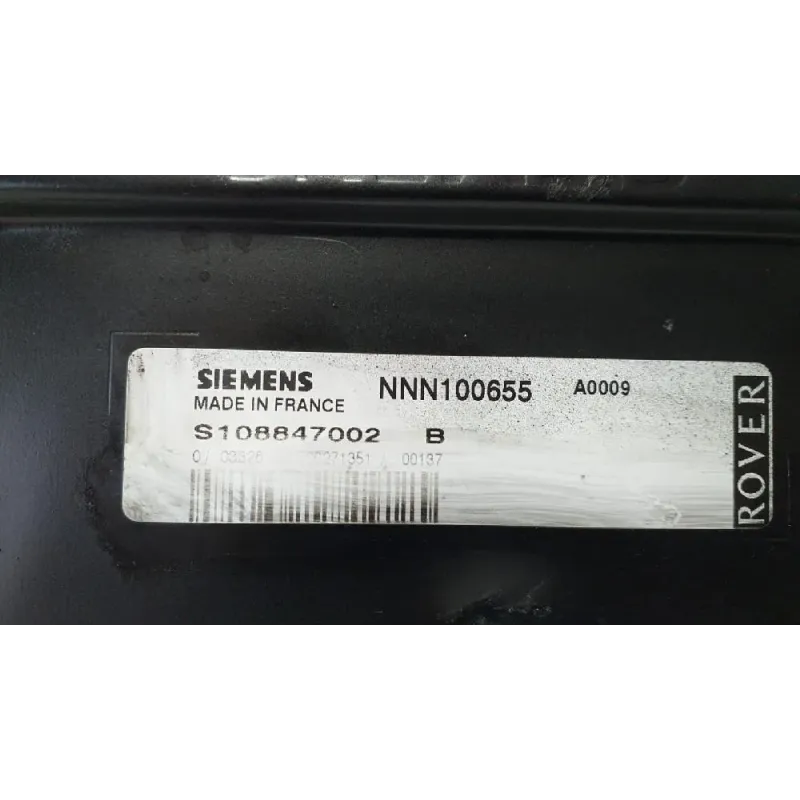 SIEMENS NNN100655 A0009
MADE IN FRANCE
S108847002 B
00137
ROVER